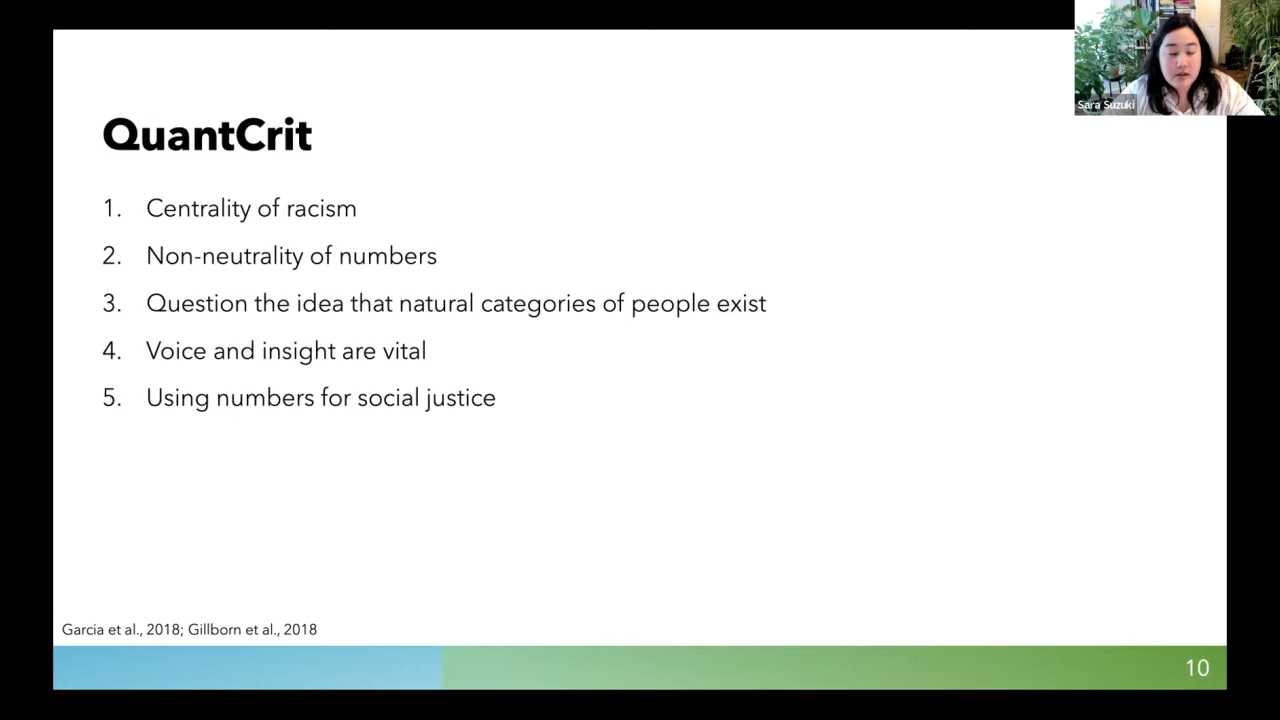 Sara Suzuki
QuantCrit
1. Centrality of racism
2. Non-neutrality of numbers
3. Question the idea that natural categories of people exist
4. Voice and insight are vital
5. Using numbers for social justice
Garcia et al., 2018; Gillborn et al., 2018
10